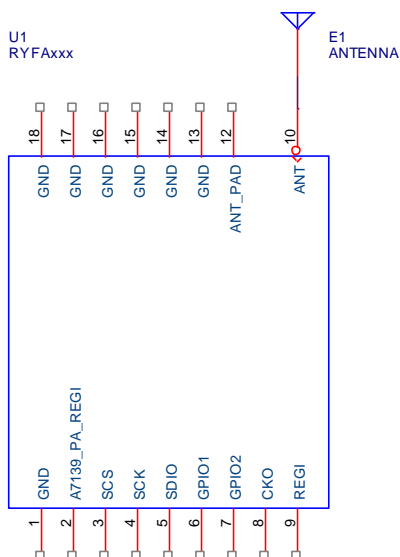 U1
RYFAxxx
E1
ANTENNA
18
17
16
15
14
13
12
10
GND
GND
GND
GND
GND
GND
ANT_PAD
ANT
GND
A7139_PA_REGI
SCS
SCK
SDIO
GPIO1
GPIO2
CKO
REGI
1
2
3
4
5
6
7
8
9